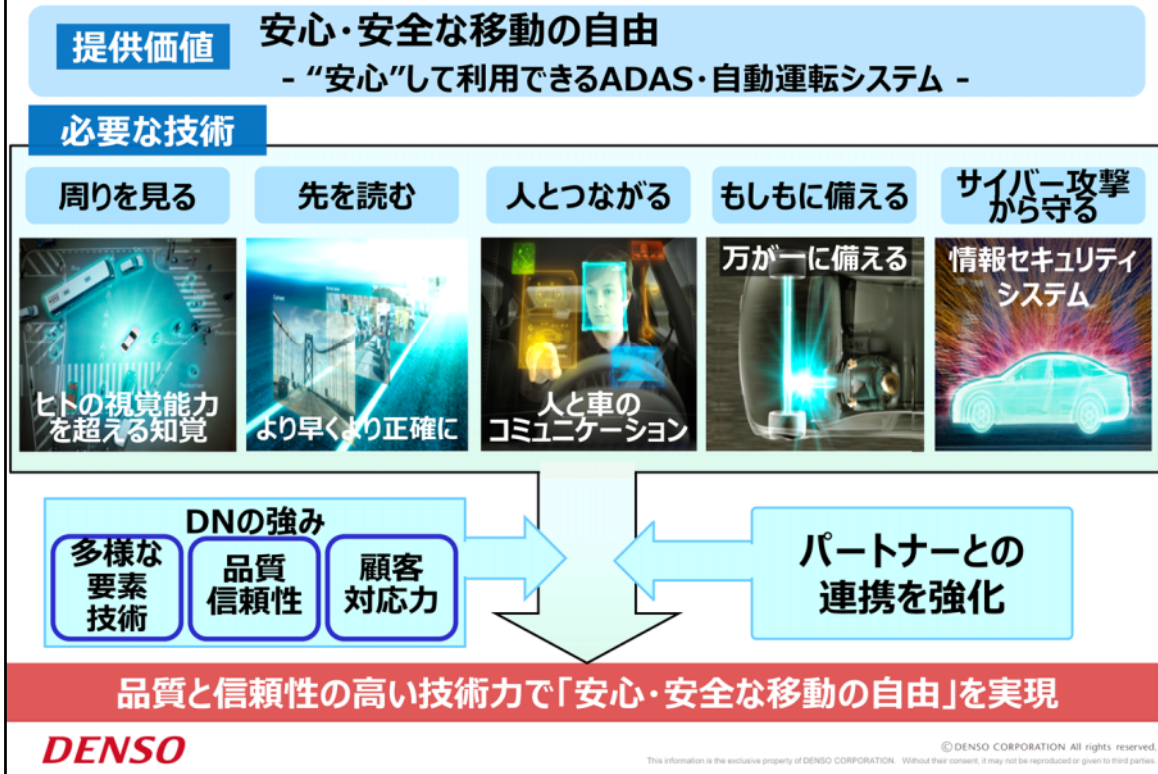 提供価値
安心・安全な移動の自由
- “安心”して利用できるADAS・自動運転システム -
必要な技術
周りを見る
先を読む
人とつながる
もしもに備える
サイバー攻撃
から守る
ヒトの視覚能力
を超える知覚
より早くより正確に
人と車の
コミュニケーション
万が一に備える
情報セキュリティ
システム
DNの強み
多様な
要素
技術
品質
信頼性
顧客
対応力
パートナーとの
連携を強化
品質と信頼性の高い技術力で「安心・安全な移動の自由」を実現
DENSO
© DENSO CORPORATION All rights reserved.
This information is the exclusive property of DENSO CORPORATION. Without their consent, it may not be reproduced or given to third parties.